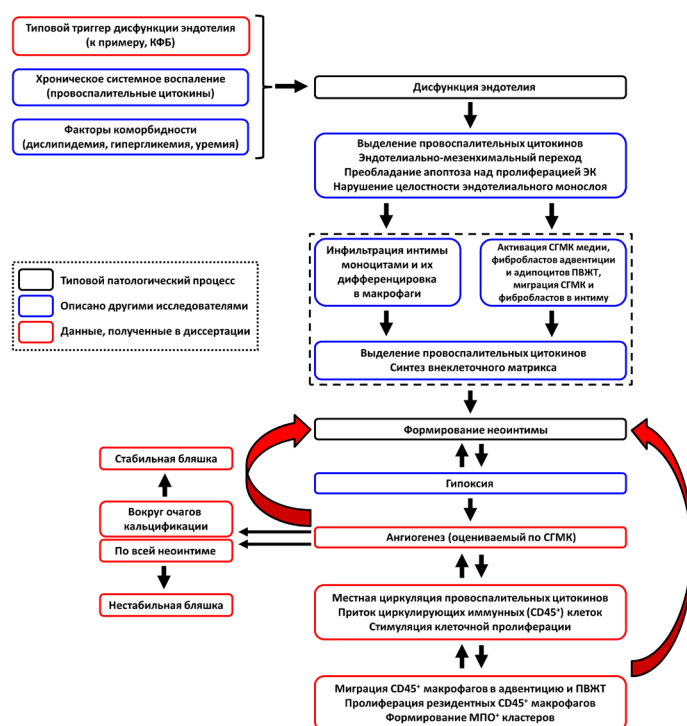 Типовой триггер дисфункции эндотелия
(к примеру, КФБ)
Хроническое системное воспаление
(провоспалительные цитокины)
Факторы коморбидности
(дислипидемия, гипергликемия, уремия)
Дисфункция эндотелия
Выделение провоспалительных цитокинов
Эндотелиально-мезенхимальный переход
Преобладание апоптоза над пролиферацией ЭК
Нарушение целостности эндотелиального монослоя
Инфильтрация интимы
моноцитами и их
дифференцировка
в макрофаги
Активация СГМК медии,
фибробластов адвентиции
и адипоцитов ПВЖТ,
миграция СГМК и
фибробластов в интиму
Типовой патологический процесс
Описано другими исследователями
Данные, полученные в диссертации
Выделение провоспалительных цитокинов
Синтез внеклеточного матрикса
Формирование неоинтимы
Стабильная бляшка
Гипоксия
Вокруг очагов
кальцификации
Ангиогенез (оцениваемый по СГМК)
По всей неоинтиме
Нестабильная бляшка
Местная циркуляция провоспалительных цитокинов
Приток циркулирующих иммунных (CD45⁺) клеток
Стимуляция клеточной пролиферации
Миграция CD45⁺ макрофагов в адвентицию и ПВЖТ
Пролиферация резидентных CD45⁺ макрофагов
Формирование МПО⁺ кластеров